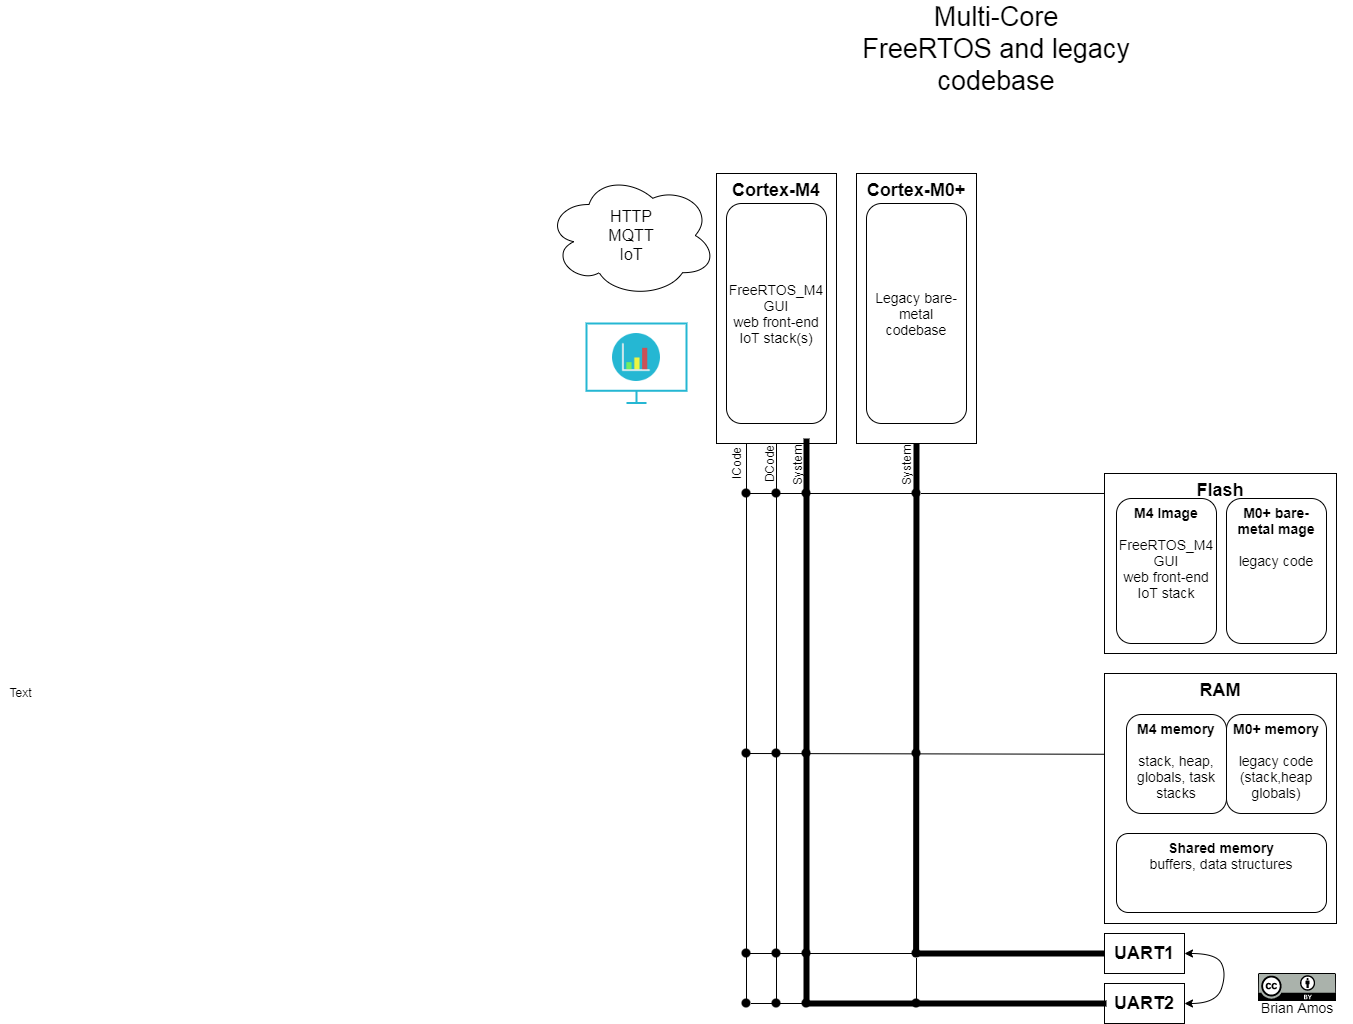 Multi-Core
FreeRTOS and legacy
codebase
HTTP
MQTT
IoT
Cortex-M4
FreeRTOS_M4
GUI
web front-end
IoT stack(s)
Cortex-M0+
Legacy bare-
metal
codebase
ICode
DCode
System
System
Flash
M4 Image
FreeRTOS_M4
GUI
web front-end
IoT stack
M0+ bare-
metal mage
legacy code
Text
RAM
M4 memory
stack, heap,
globals, task
stacks
M0+ memory
legacy code
(stack,heap
globals)
Shared memory
buffers, data structures
UART1
UART2
cc
BY
Brian Amos